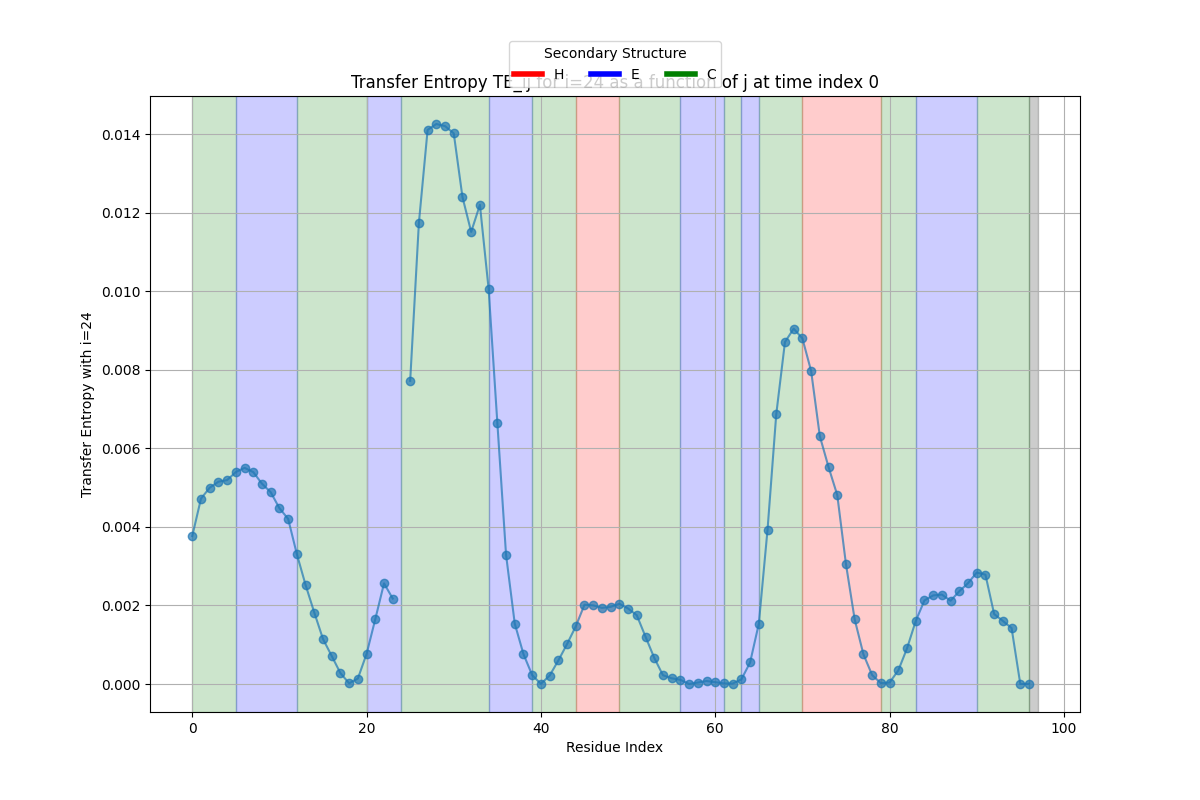 Secondary Structure
H E C
Transfer Entropy TE_ij for i=24 as a function of j at time index 0
Transfer Entropy with i=24
0.014
0.012
0.010
0.008
0.006
0.004
0.002
0.000
0 20 40 60 80 100
Residue Index